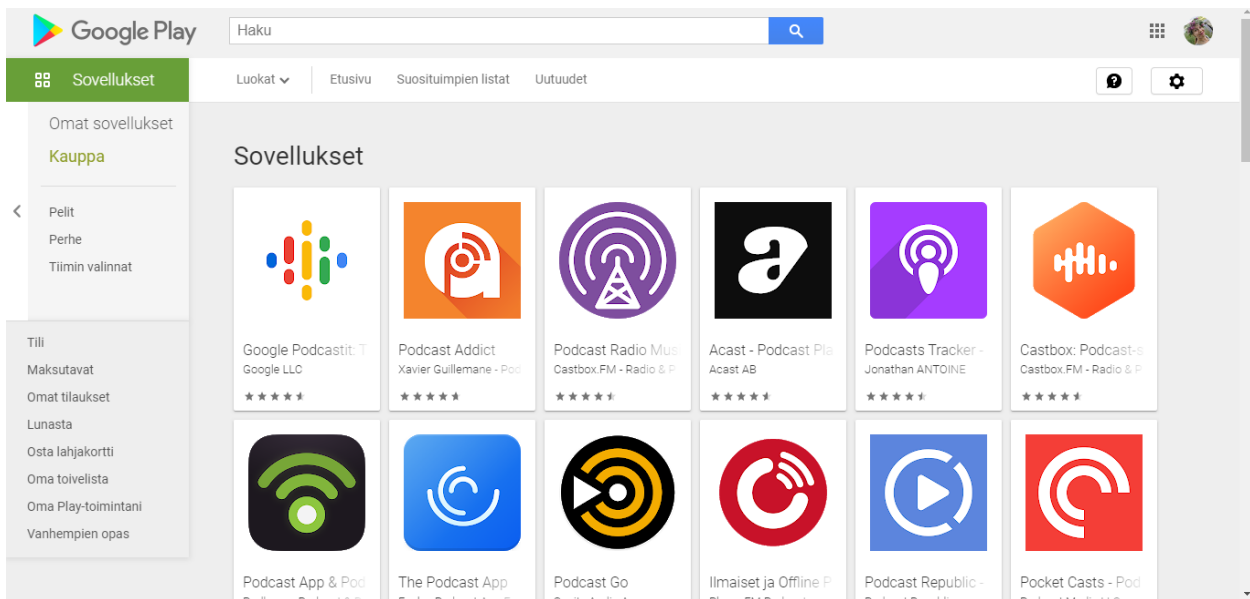 Google Play
Haku
Sovellukset
Luokat
Etusivu
Suosituimpien listat
Uutuudet
Omat sovellukset
Kauppa
Pelit
Perhe
Tiimin valinnat
Tili
Maksutavat
Omat tilaukset
Lunasta
Osta lahjakortti
Oma toivelista
Oma Play-toimintani
Vanhempien opas
Sovellukset
Google Podcastit: T
Google LLC
Podcast Addict
Xavier Guillemane - Pod
Podcast Radio Mus
Castbox.FM - Radio & P
Acast - Podcast Pla
Acast AB
Podcasts Tracker -
Jonathan ANTOINE
Castbox: Podcast-s
Castbox.FM - Radio & P
Podcast App & Pod
The Podcast App
Podcast Go
Ilmaiset ja Offline P
Podcast Republic -
Pocket Casts - Pod